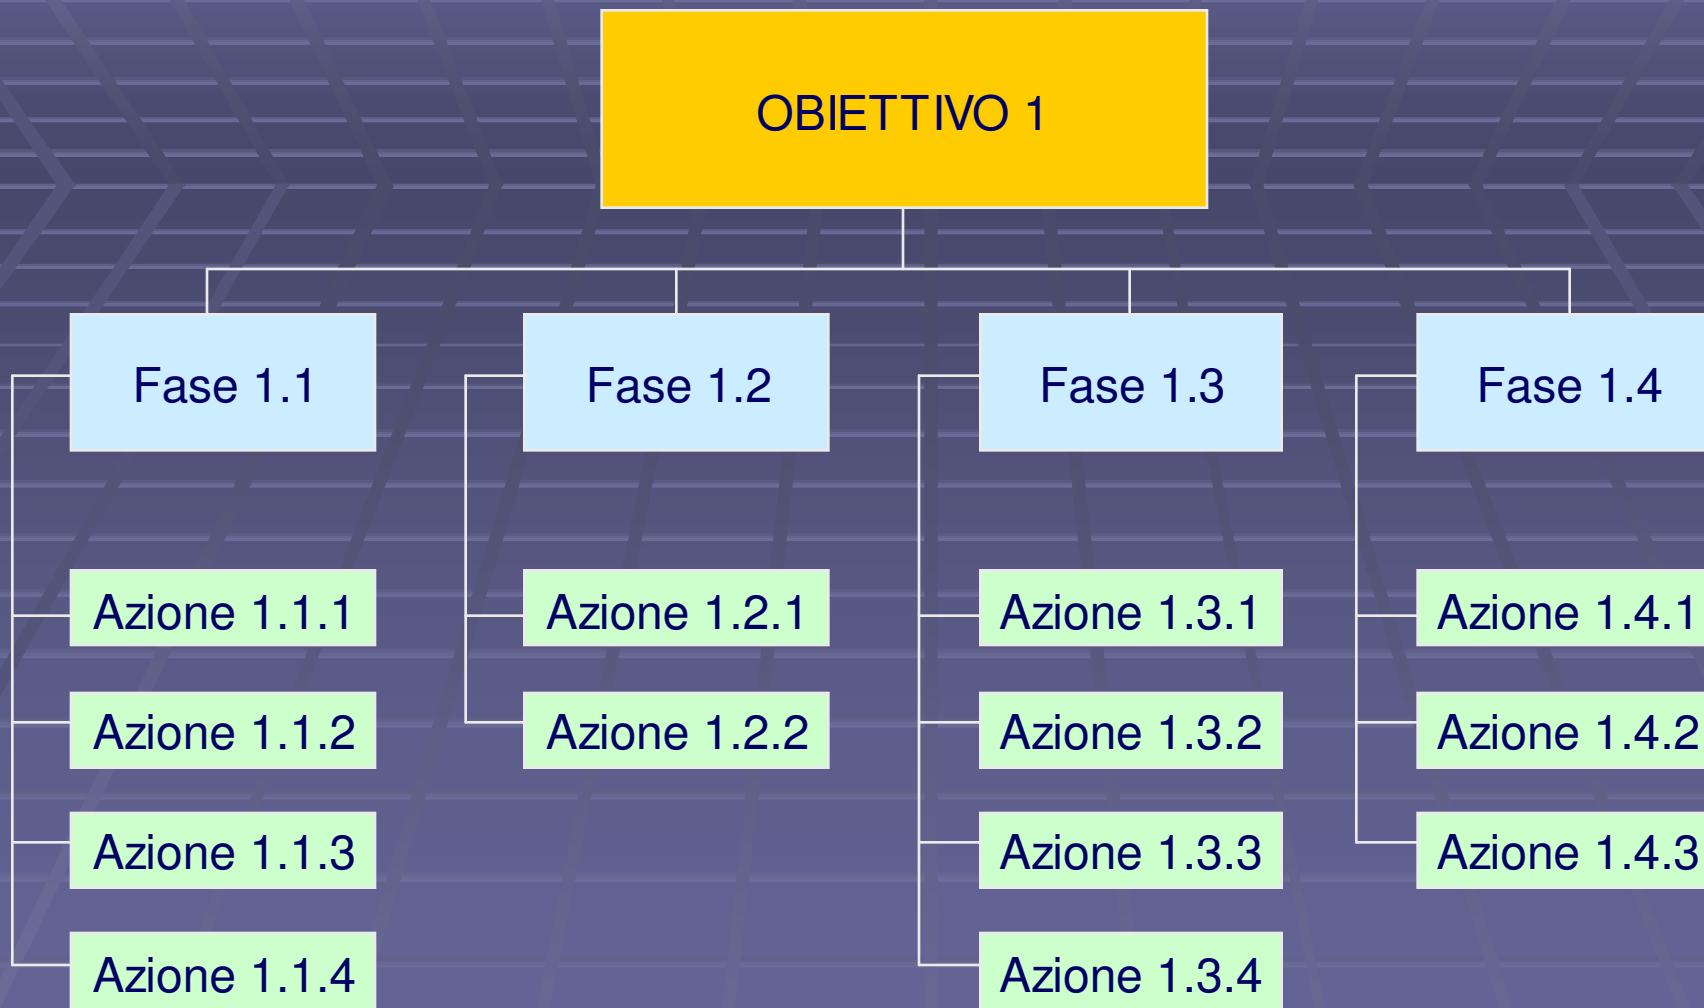 OBIETTIVO 1
Fase 1.1
Fase 1.2
Fase 1.3
Fase 1.4
Azione 1.1.1
Azione 1.2.1
Azione 1.3.1
Azione 1.4.1
Azione 1.1.2
Azione 1.2.2
Azione 1.3.2
Azione 1.4.2
Azione 1.1.3
Azione 1.3.3
Azione 1.4.3
Azione 1.1.4
Azione 1.3.4